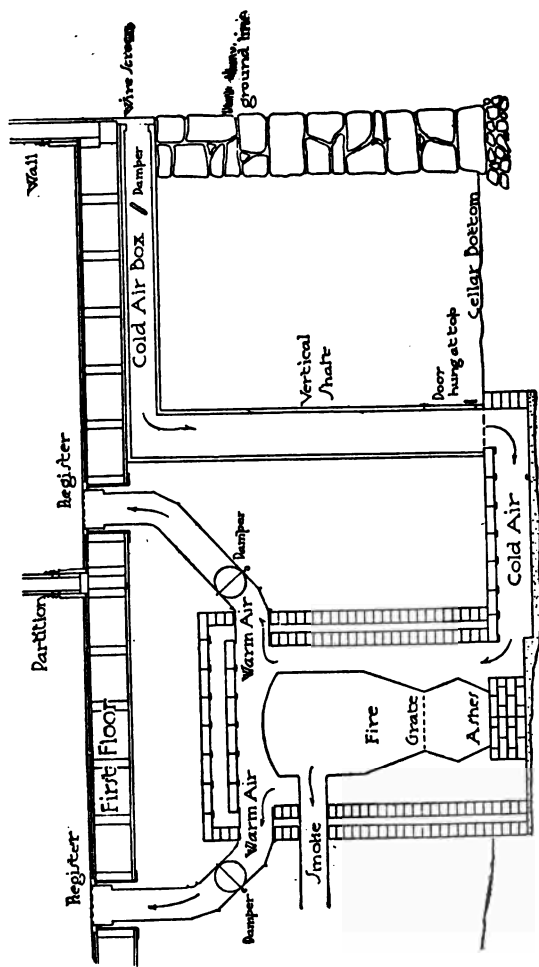 Wire Screen
ground line
Wall
Damper
Cold Air Box
Cellar Bottom
Vertical
Shaft
Door
hung at top
Register
Cold Air
Partition
Damper
Warm Air
First Floor
Fire
Grate
Ashes
Warm Air
Smoke
Register
Damper